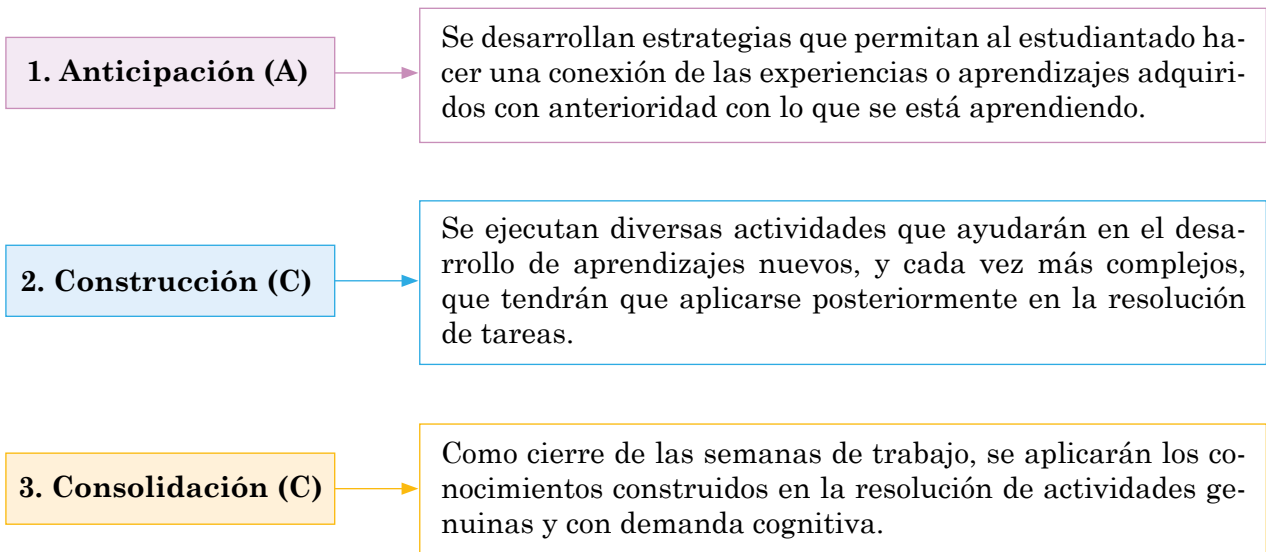 1. Anticipación (A)
Se desarrollan estrategias que permitan al estudiantado ha-
cer una conexión de las experiencias o aprendizajes adquiri-
dos con anterioridad con lo que se está aprendiendo.
2. Construcción (C)
Se ejecutan diversas actividades que ayudarán en el desa-
rrollo de aprendizajes nuevos, y cada vez más complejos,
que tendrán que aplicarse posteriormente en la resolución
de tareas.
3. Consolidación (C)
Como cierre de las semanas de trabajo, se aplicarán los co-
nocimientos construidos en la resolución de actividades ge-
nuinas y con demanda cognitiva.